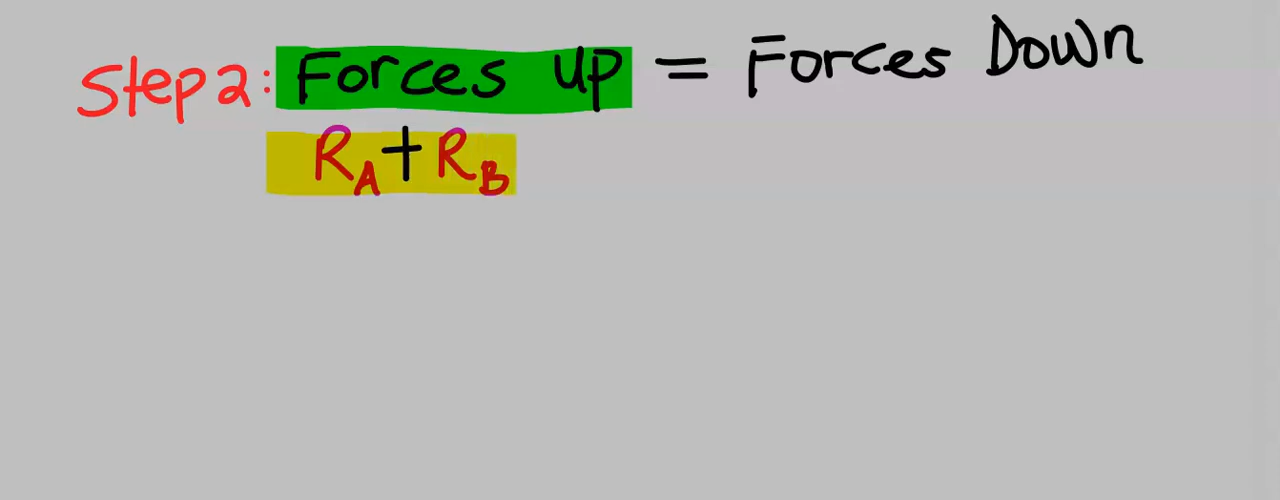 Step 2: Forces up = Forces Down
RA + RB